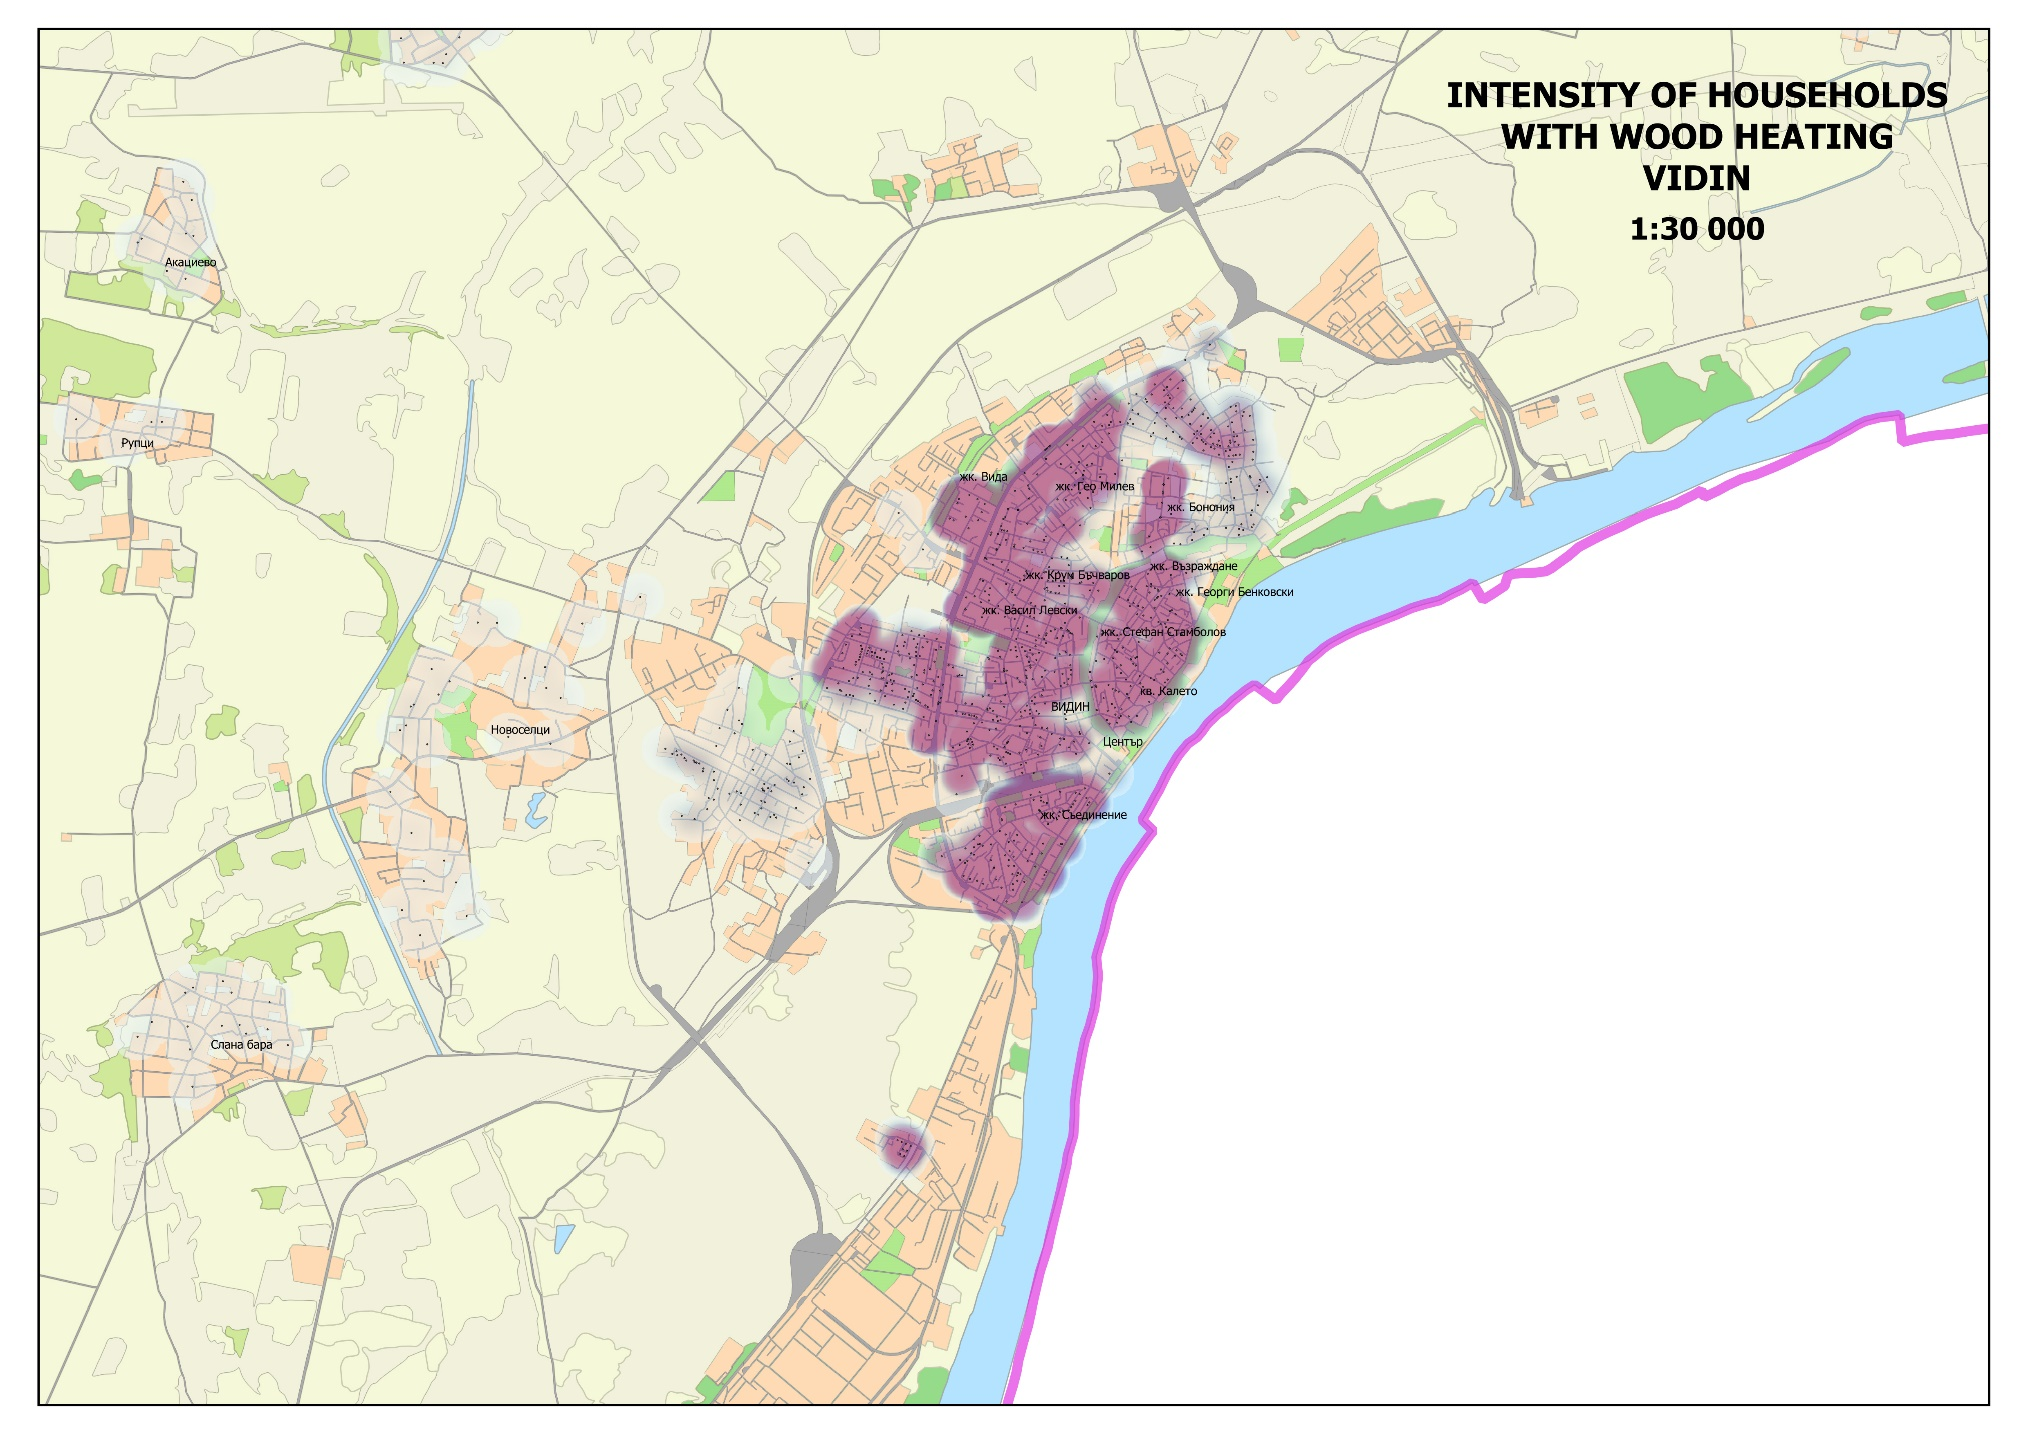 INTENSITY OF HOUSEHOLDS
WITH WOOD HEATING
VIDIN
1:30 000
Акациево
Рупци
жк. Вида
жк. Гео Милев
жк. Бонония
жк. Възраждане
жк. Крум Бъчваров
жк. Георги Бенковски
жк. Васил Левски
жк. Стефан Стамболов
кв. Калето
ВИДИН
Новоселци
Център
жк. Съединение
Слана бара